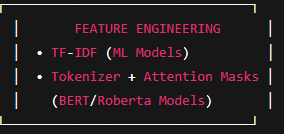 FEATURE ENGINEERING
• TF-IDF (ML Models)
• Tokenizer + Attention Masks
(BERT/Roberta Models)